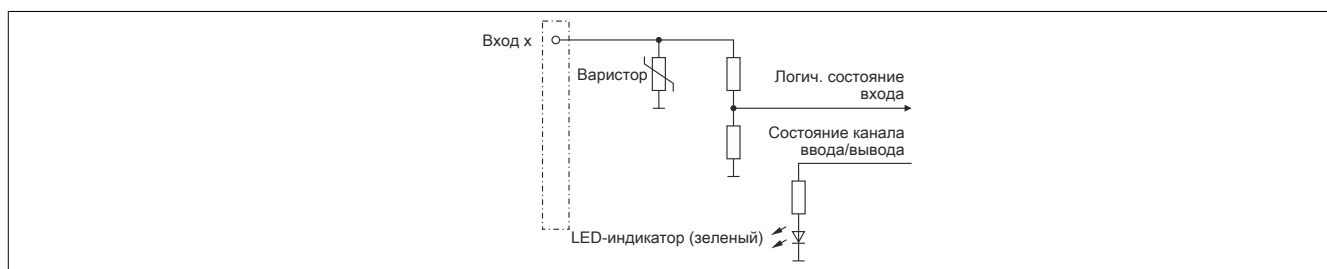 Вход x
Варистор
Логич. состояние
входа
Состояние канала
ввода/вывода
LED-индикатор (зеленый)